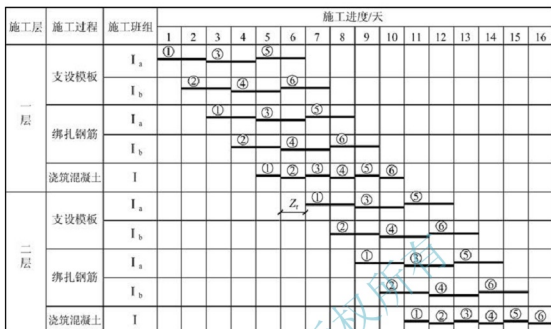 施工层 施工过程 施工班组 施工进度/天
1 2 3 4 5 6 7 8 9 10 11 12 13 14 15 16
一层 支设模板 Ⅰa ① ③ ⑤
Ⅰb ② ④ ⑥
绑扎钢筋 Ⅰa ① ③ ⑤
Ⅰb ② ④ ⑥
浇筑混凝土 Ⅰ ① ② ③ ④ ⑤ ⑥
二层 支设模板 Ⅰa Z₁ ① ③ ⑤
Ⅰb ② ④ ⑥
绑扎钢筋 Ⅰa ① ③ ⑤
Ⅰb ② ④ ⑥
浇筑混凝土 Ⅰ ① ② ③ ④ ⑤ ⑥
版权所有